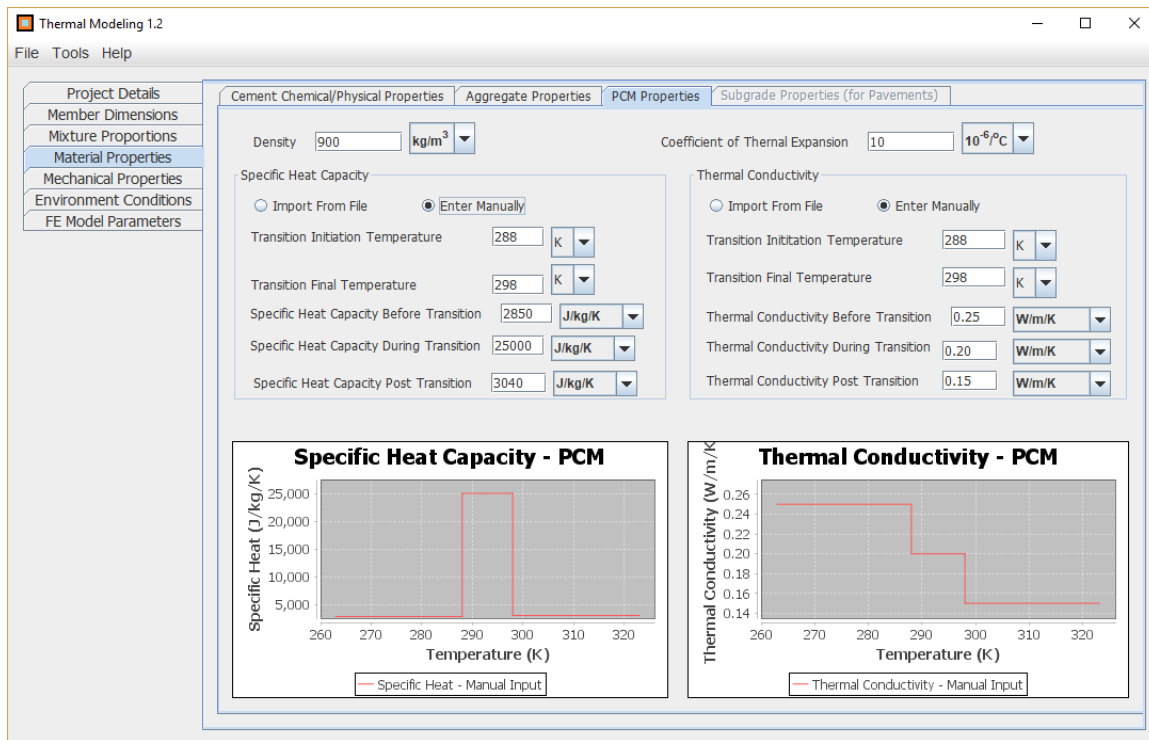 Thermal Modeling 1.2
File Tools Help
Project Details
Member Dimensions
Mixture Proportions
Material Properties
Mechanical Properties
Environment Conditions
FE Model Parameters
Cement Chemical/Physical Properties Aggregate Properties PCM Properties Subgrade Properties (for Pavements)
Density 900 kg/m³ Coefficient of Thernal Expansion 10 10⁻⁶/°C
Specific Heat Capacity
Import From File Enter Manually
Transition Initiation Temperature 288 K
Transition Final Temperature 298 K
Specific Heat Capacity Before Transition 2850 J/kg/K
Specific Heat Capacity During Transition 25000 J/kg/K
Specific Heat Capacity Post Transition 3040 J/kg/K
Thermal Conductivity
Import From File Enter Manually
Transition Inititation Temperature 288 K
Transition Final Temperature 298 K
Thermal Conductivity Before Transition 0.25 W/m/K
Thermal Conductivity During Transition 0.20 W/m/K
Thermal Conductivity Post Transition 0.15 W/m/K
Specific Heat Capacity - PCM
Specific Heat (J/kg/K)
25,000
20,000
15,000
10,000
5,000
260 270 280 290 300 310 320
Temperature (K)
Specific Heat - Manual Input
Thermal Conductivity - PCM
Thermal Conductivity (W/m/K
0.26
0.24
0.22
0.20
0.18
0.16
0.14
260 270 280 290 300 310 320
Temperature (K)
Thermal Conductivity - Manual Input